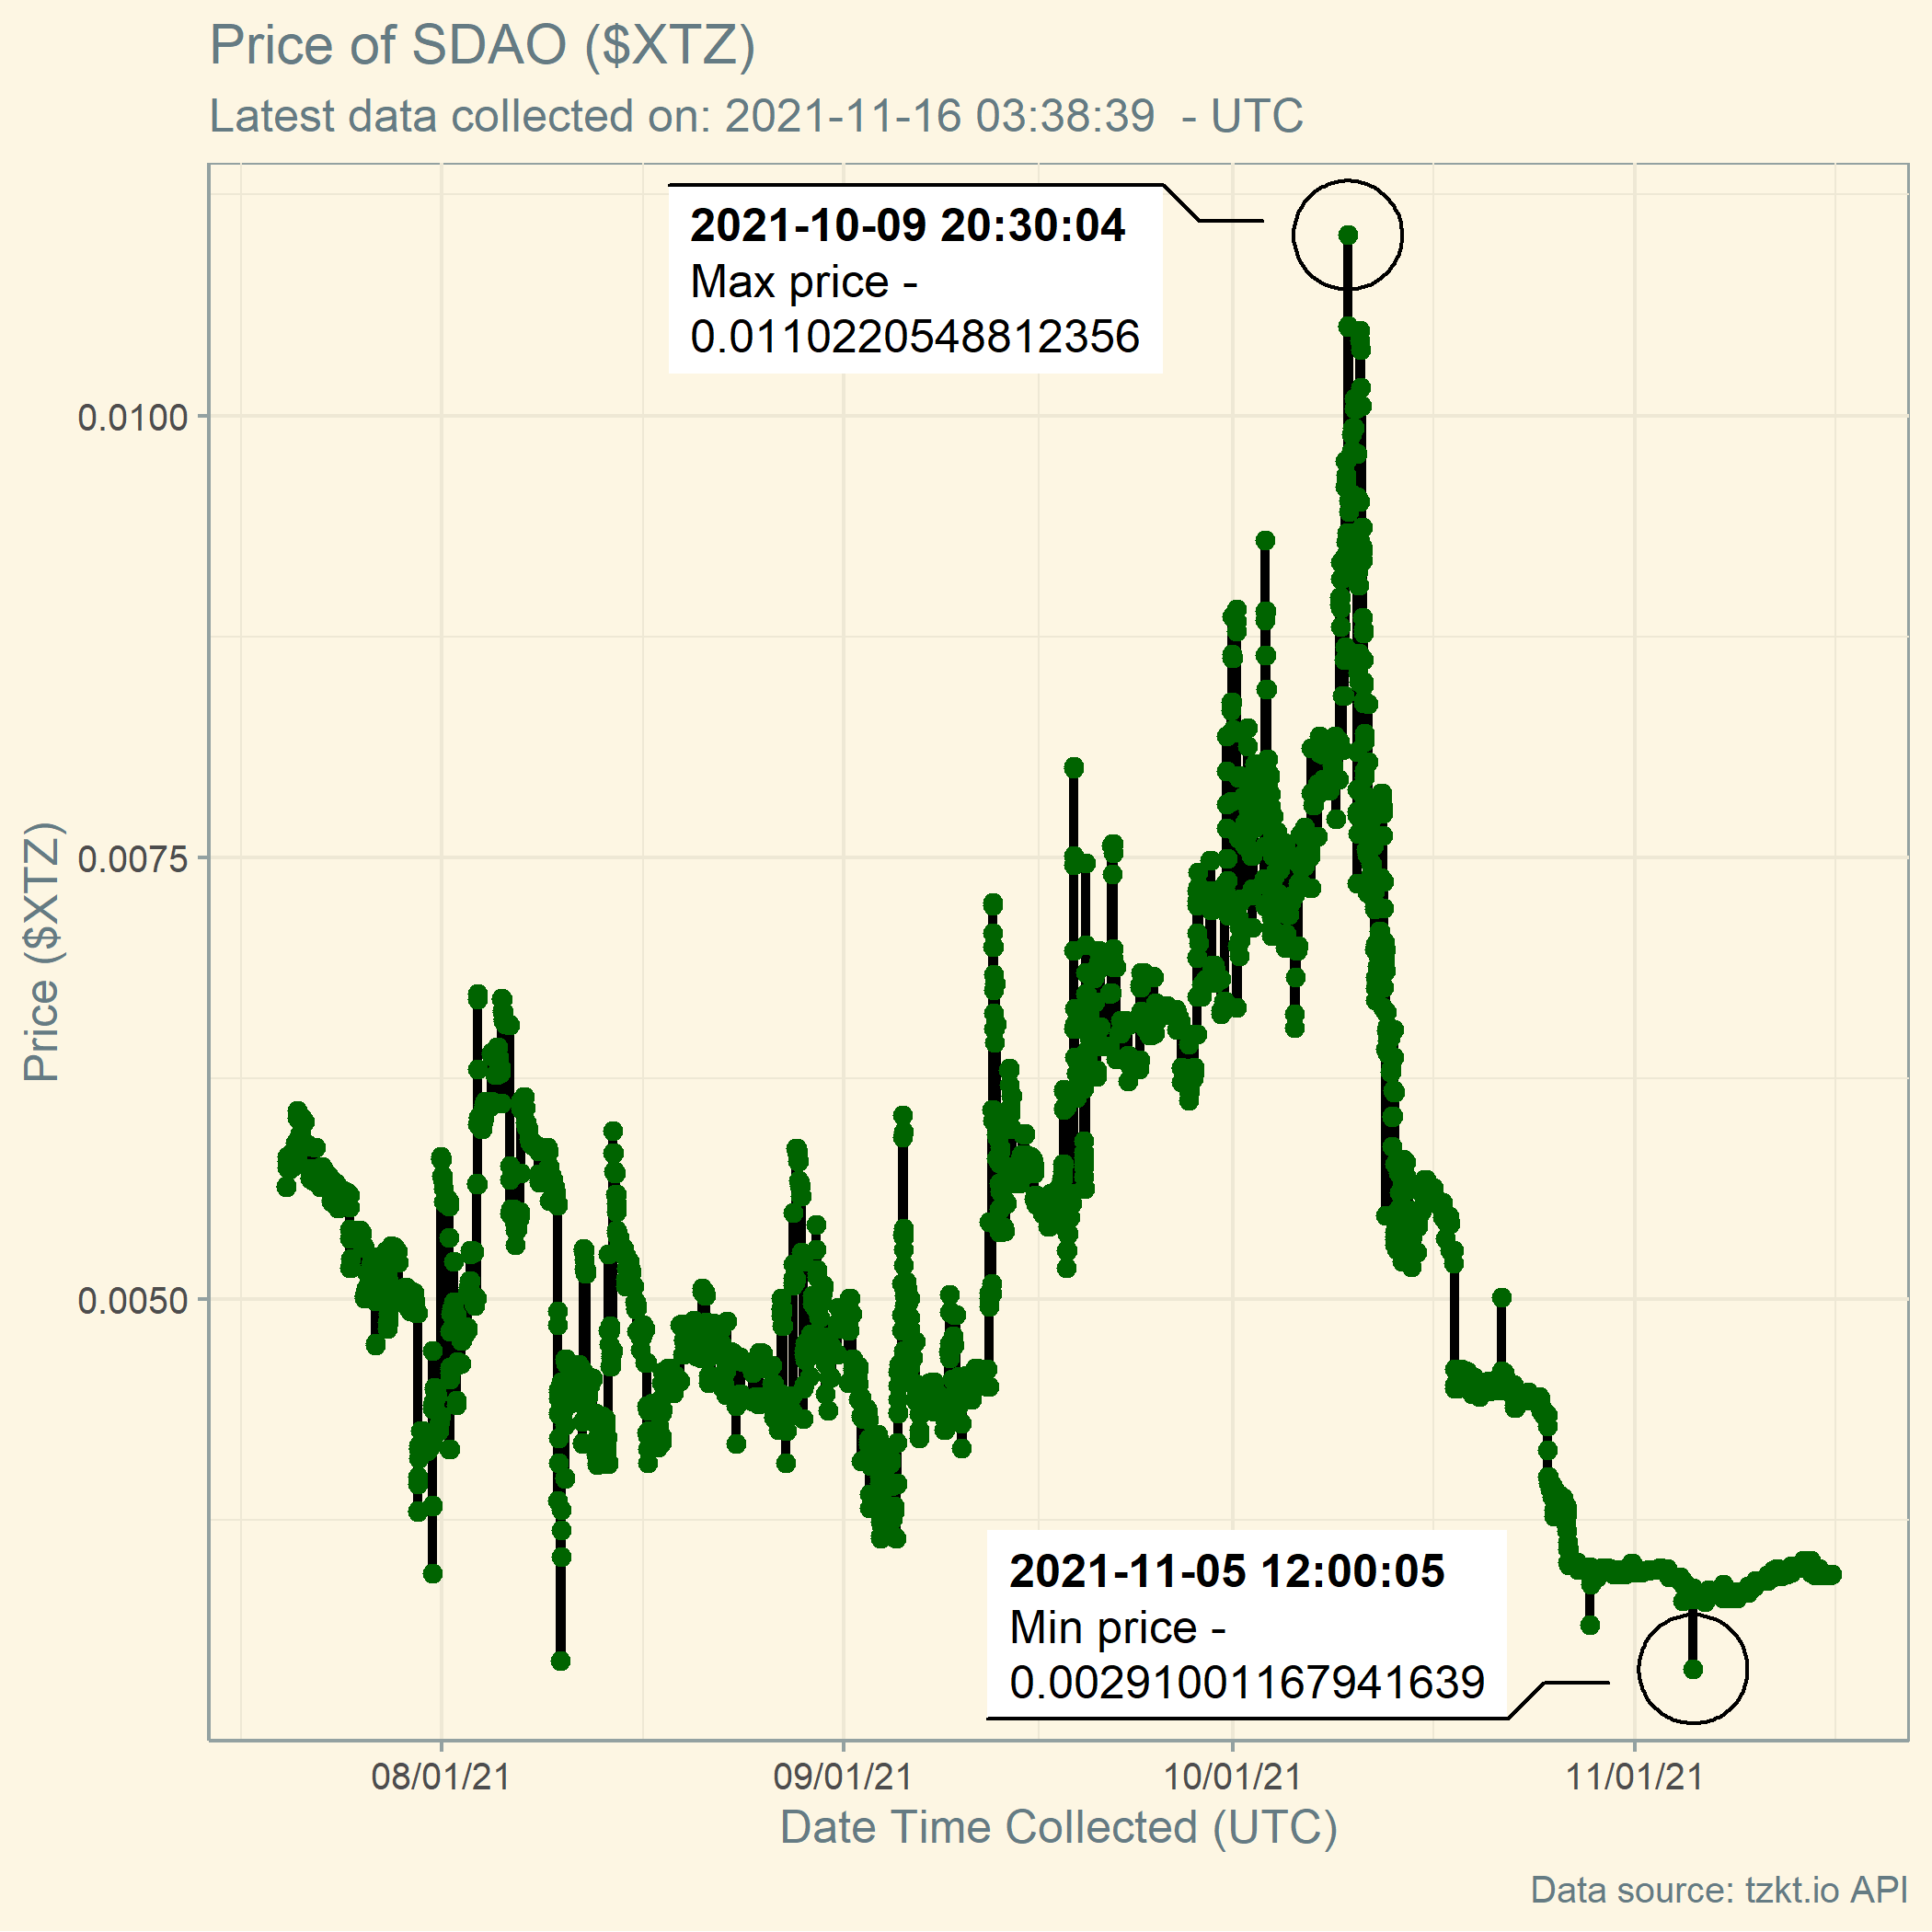 Price of SDAO ($XTZ)
Latest data collected on: 2021-11-16 03:38:39  - UTC
2021-10-09 20:30:04
Max price -
0.01102205488​12356
0.0100
0.0075
0.0050
Price ($XTZ)
2021-11-05 12:00:05
Min price -
0.00291001167941639
08/01/21
09/01/21
10/01/21
11/01/21
Date Time Collected (UTC)
Data source: tzkt.io API